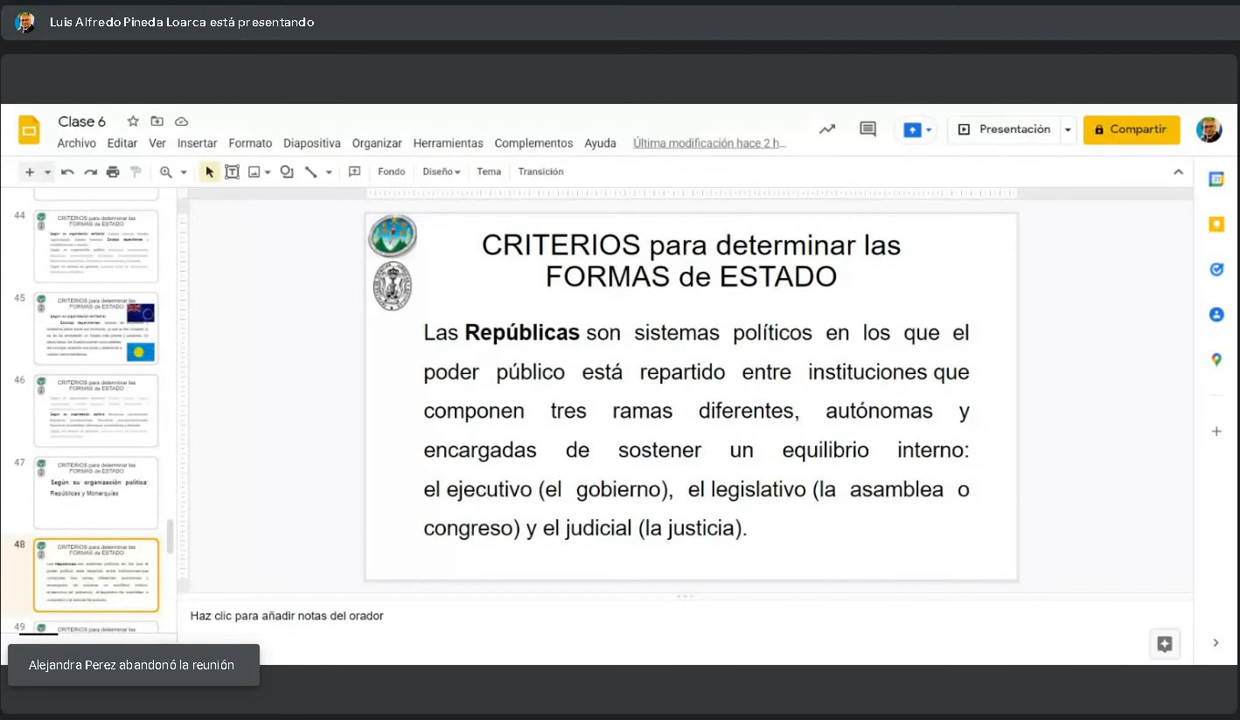 Luis Alfredo Pineda Loarca está presentando
Clase 6
Archivo Editar Ver Insertar Formato Diapositiva Organizar Herramientas Complementos Ayuda Última modificación hace 2 h...
Presentación
Compartir
Fondo Diseño Tema Transición
44
CRITERIOS para determinar las
FORMAS de ESTADO
45
CRITERIOS para determinar las
FORMAS de ESTADO
46
CRITERIOS para determinar las
FORMAS de ESTADO
47
CRITERIOS para determinar las
FORMAS de ESTADO
Según su organización política:
Repúblicas y Monarquías
48
CRITERIOS para determinar las
FORMAS de ESTADO
49
CRITERIOS para determinar las
CRITERIOS para determinar las
FORMAS de ESTADO
Las Repúblicas son sistemas políticos en los que el
poder público está repartido entre instituciones que
componen tres ramas diferentes, autónomas y
encargadas de sostener un equilibrio interno:
el ejecutivo (el gobierno), el legislativo (la asamblea o
congreso) y el judicial (la justicia).
Haz clic para añadir notas del orador
Alejandra Perez abandonó la reunión